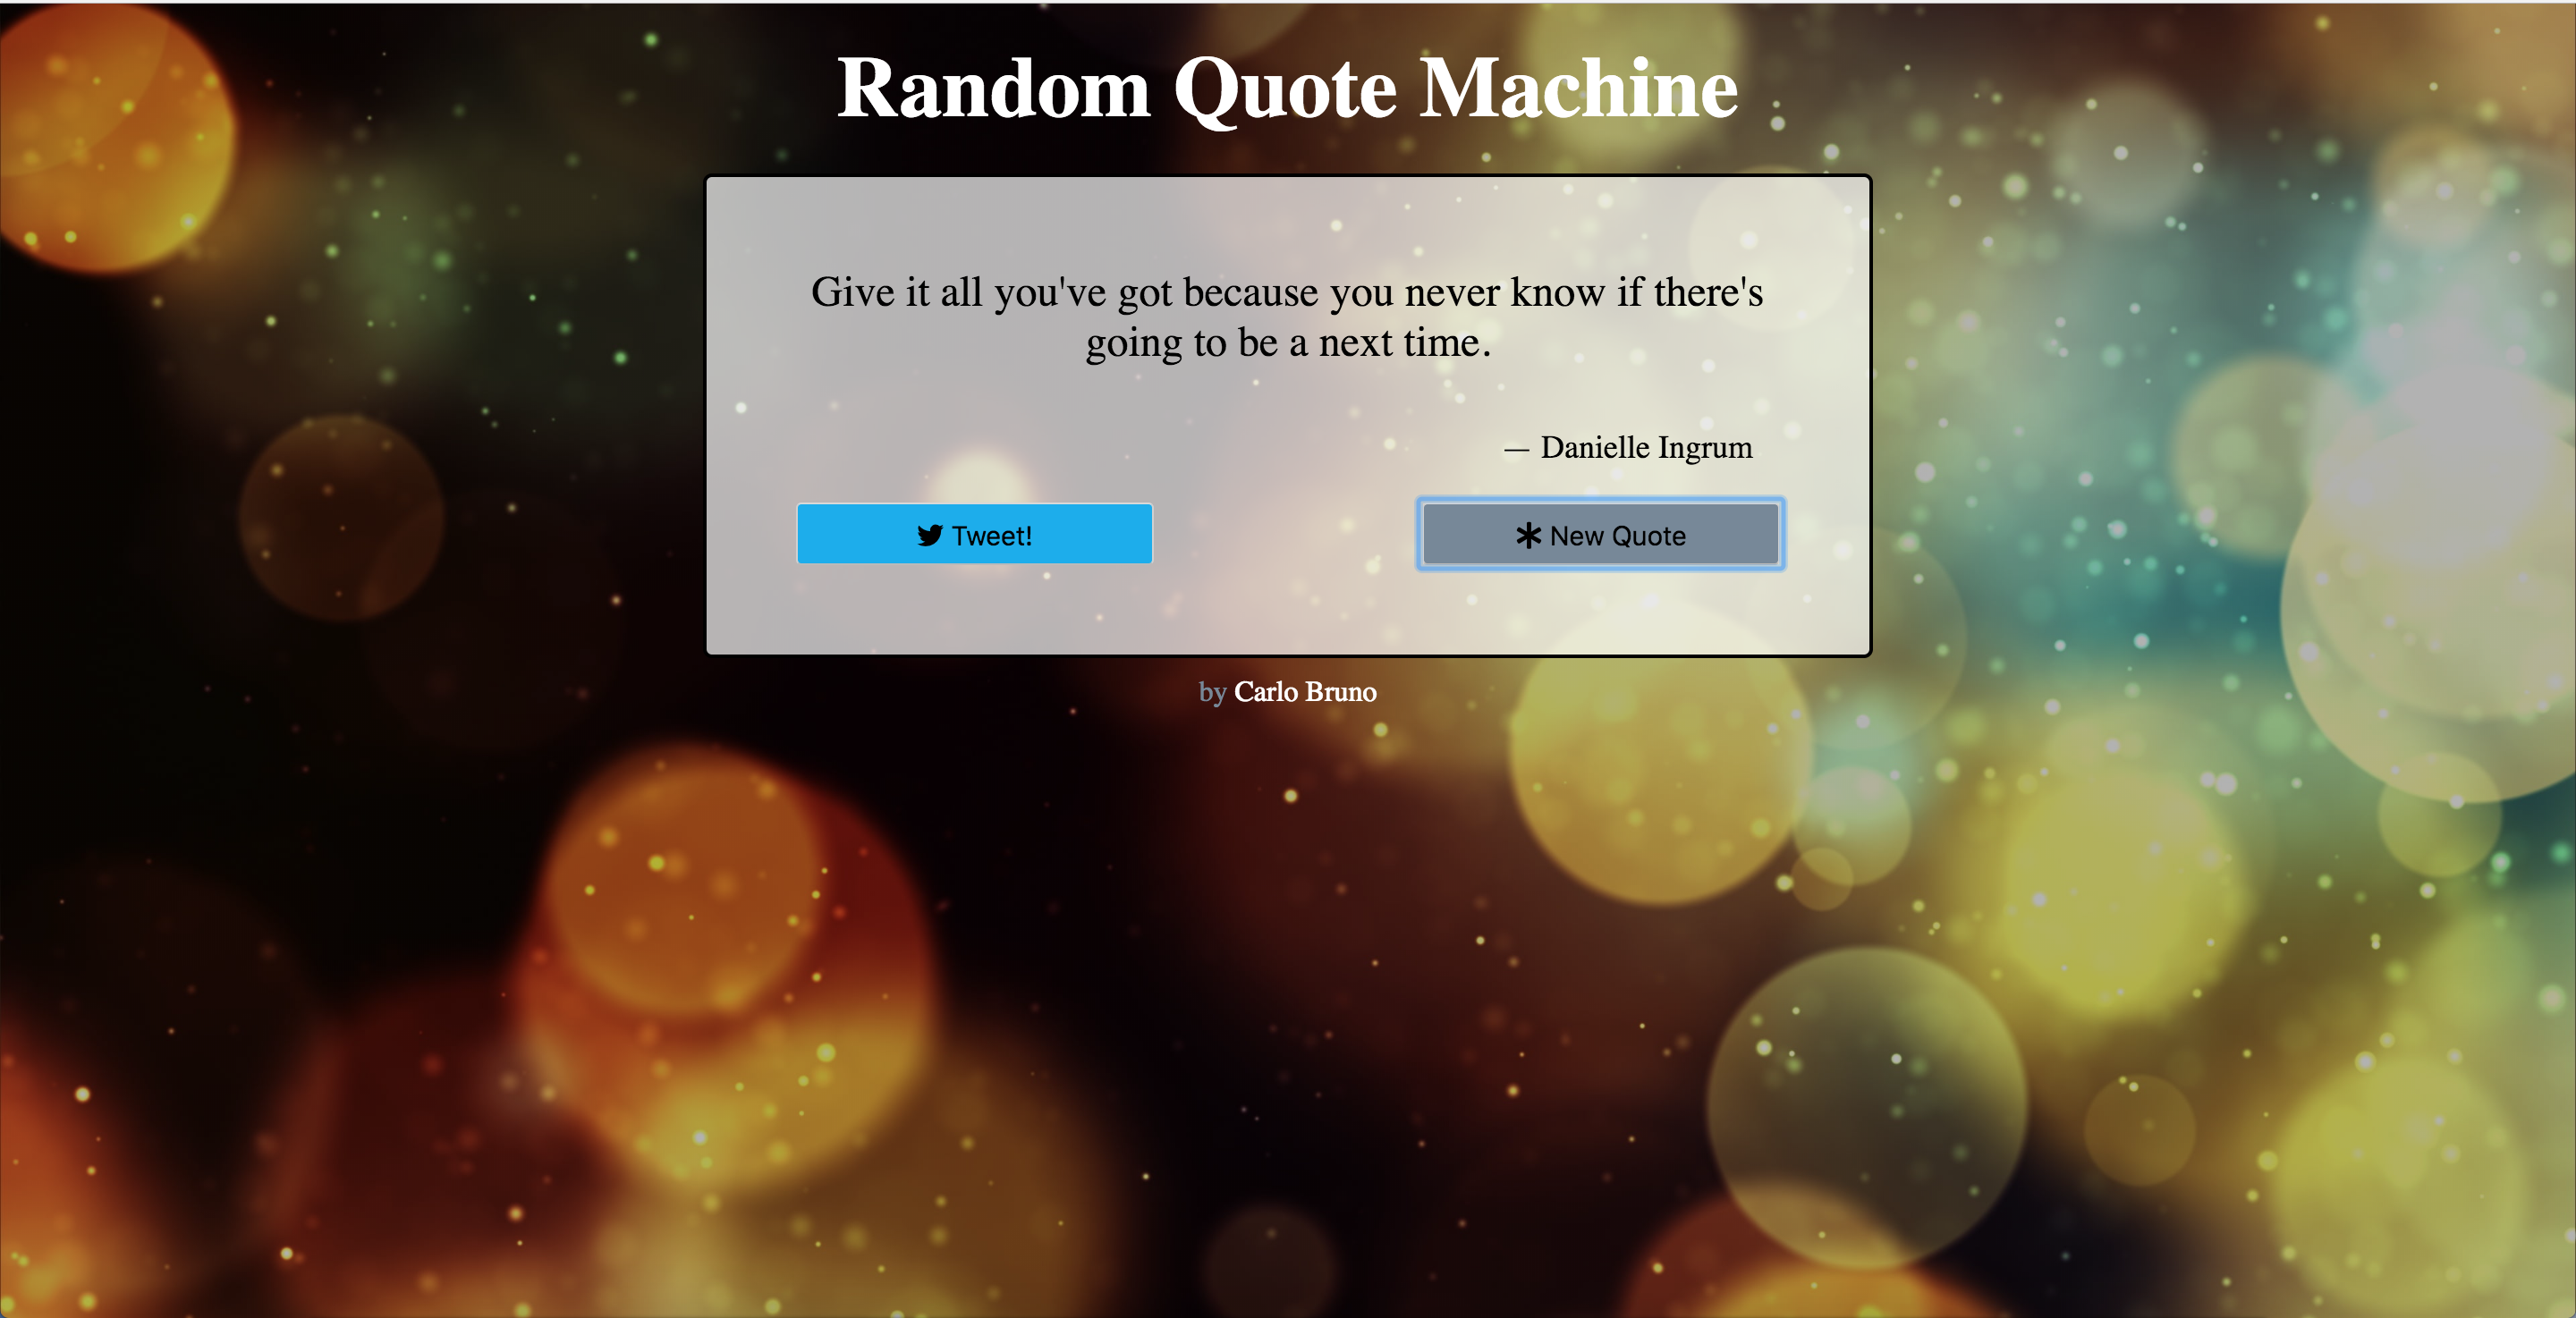 Random Quote Machine
Give it all you've got because you never know if there's
going to be a next time.
— Danielle Ingrum
Tweet!
New Quote
by Carlo Bruno